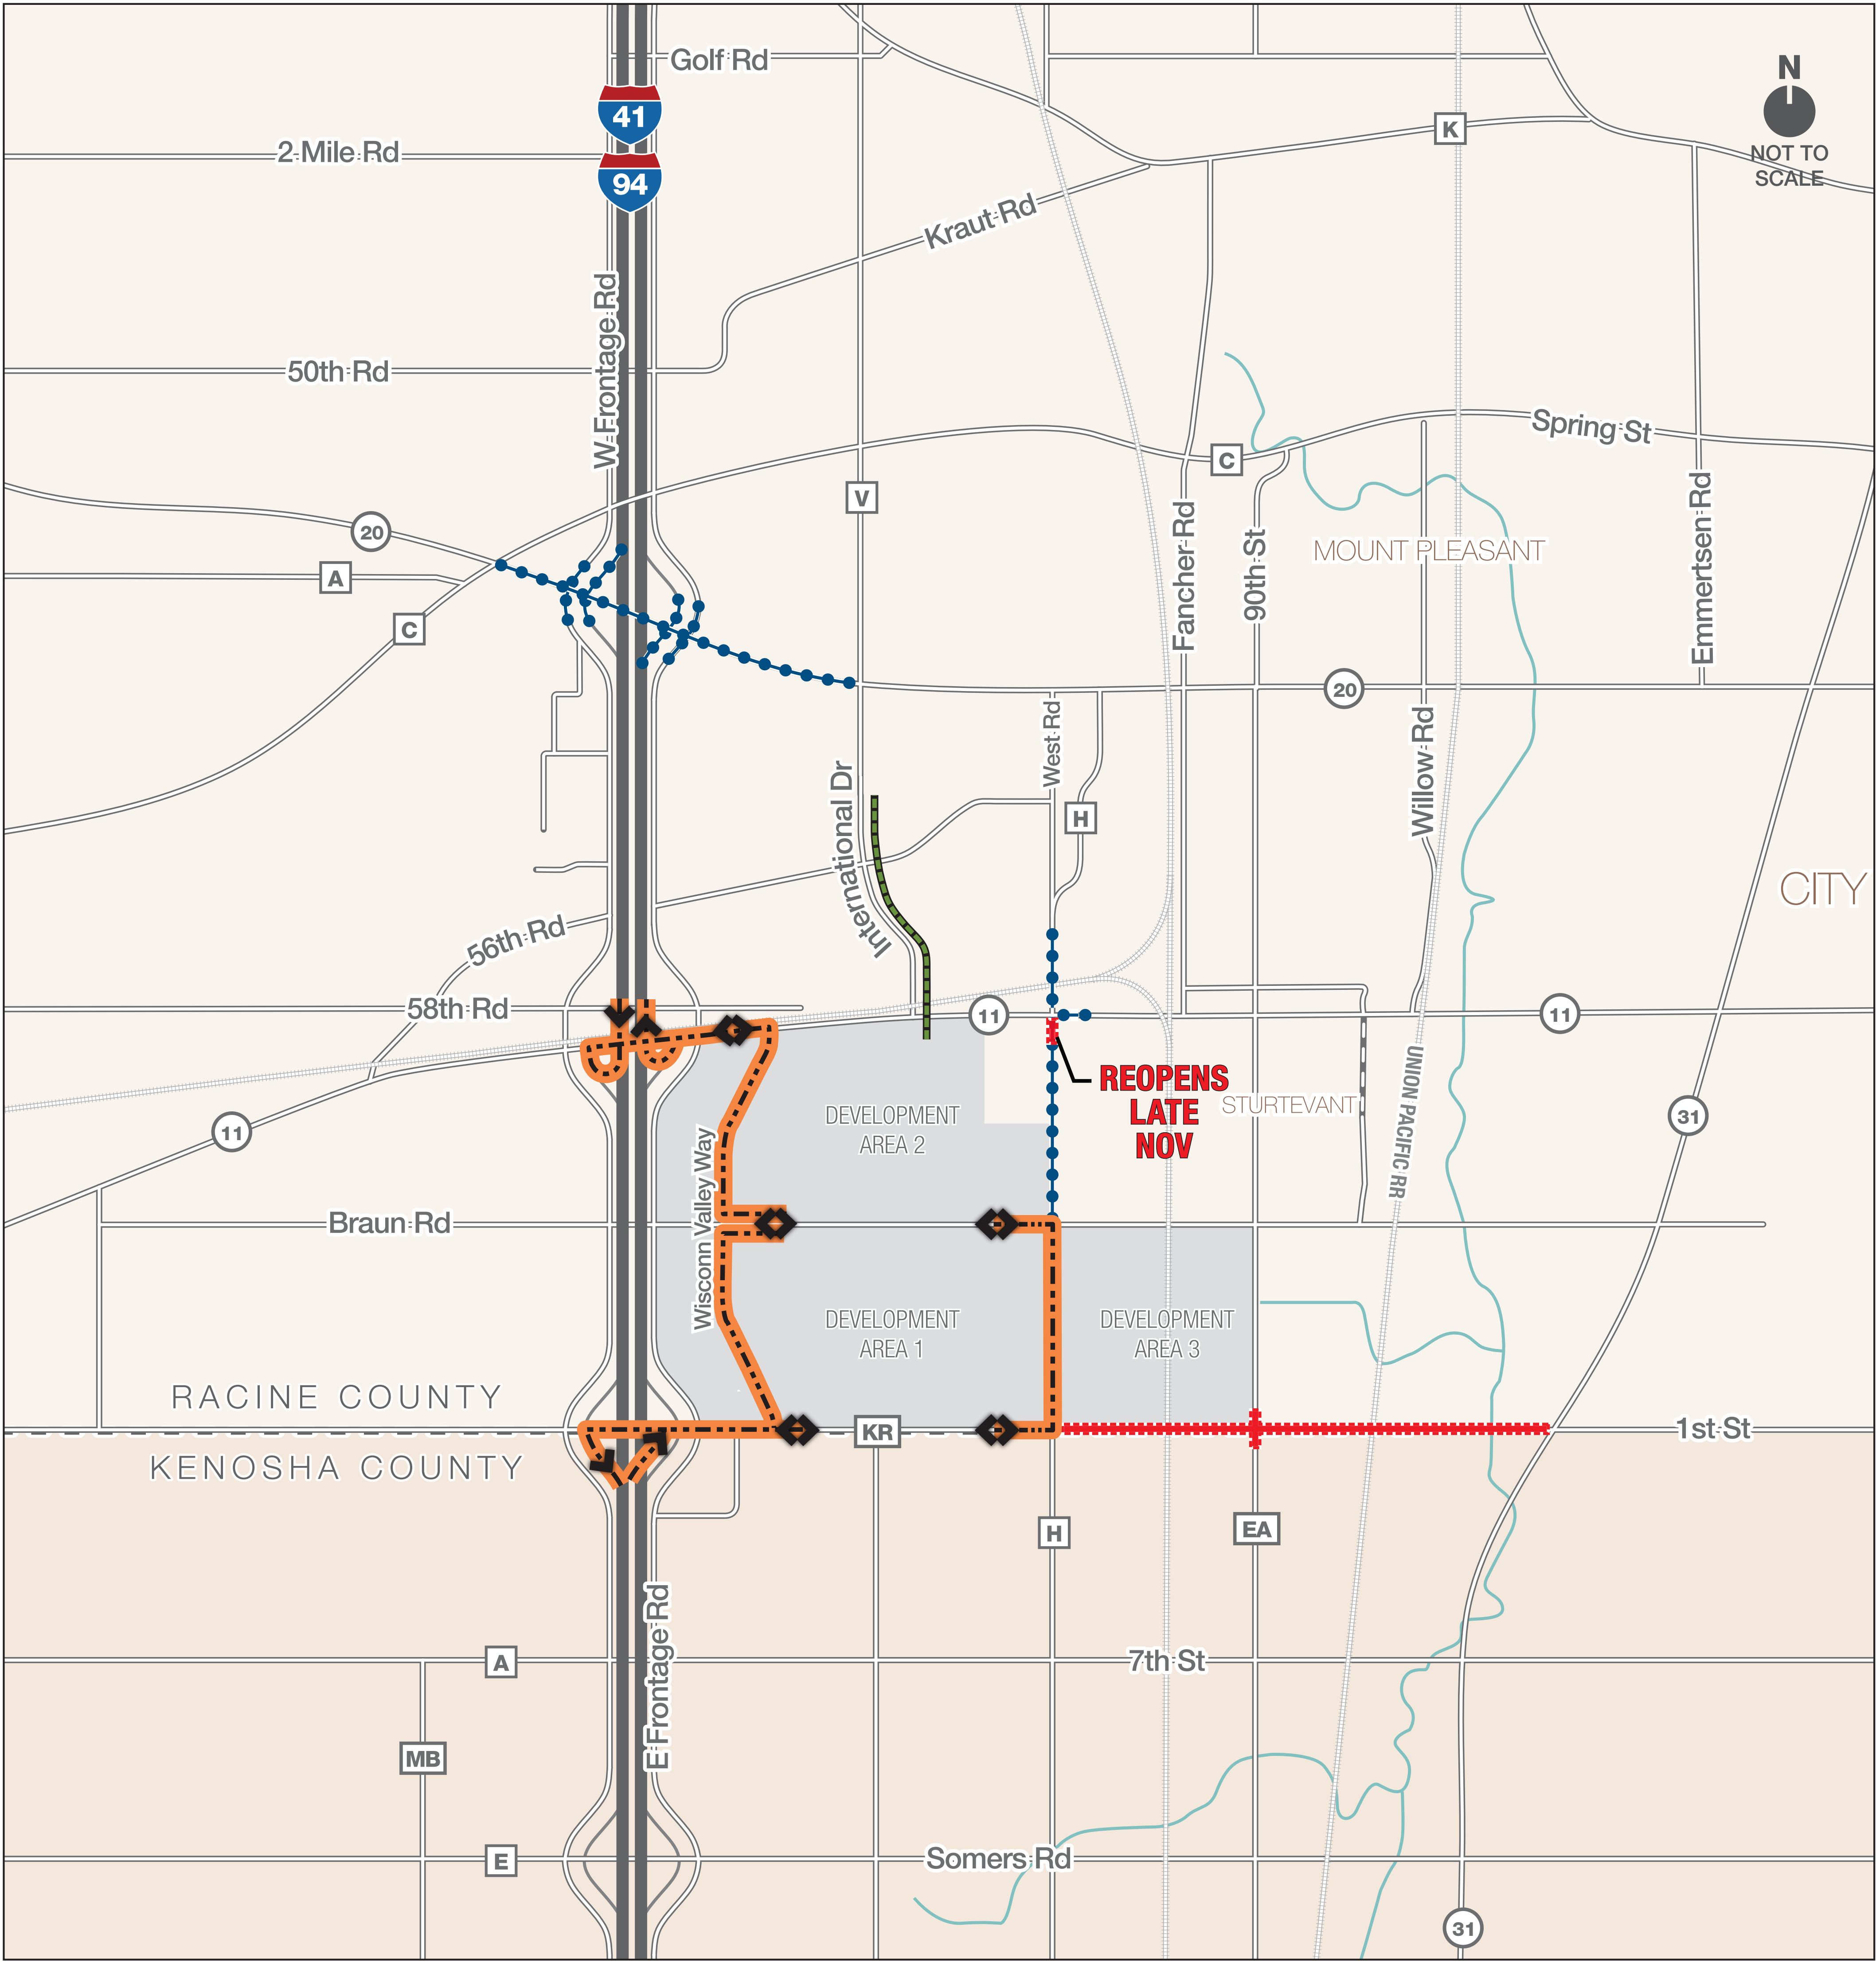 Golf Rd
N
41
K
2 Mile Rd
NOT TO
SCALE
94
Kraut Rd
W Frontage Rd
50th Rd
Spring St
C
V
Emmertsen Rd
20
Fancher Rd
90th St
MOUNT PLEASANT
A
C
20
West Rd
Willow Rd
International Dr
H
CITY
56th Rd
58th Rd
11
11
REOPENS
LATE
NOV
STURTEVANT
UNION PACIFIC RR
11
31
DEVELOPMENT
AREA 2
Wisconn Valley Way
Braun Rd
DEVELOPMENT
AREA 1
DEVELOPMENT
AREA 3
RACINE COUNTY
KR
1st St
KENOSHA COUNTY
H
EA
E Frontage Rd
A
7th St
MB
E
Somers Rd
31